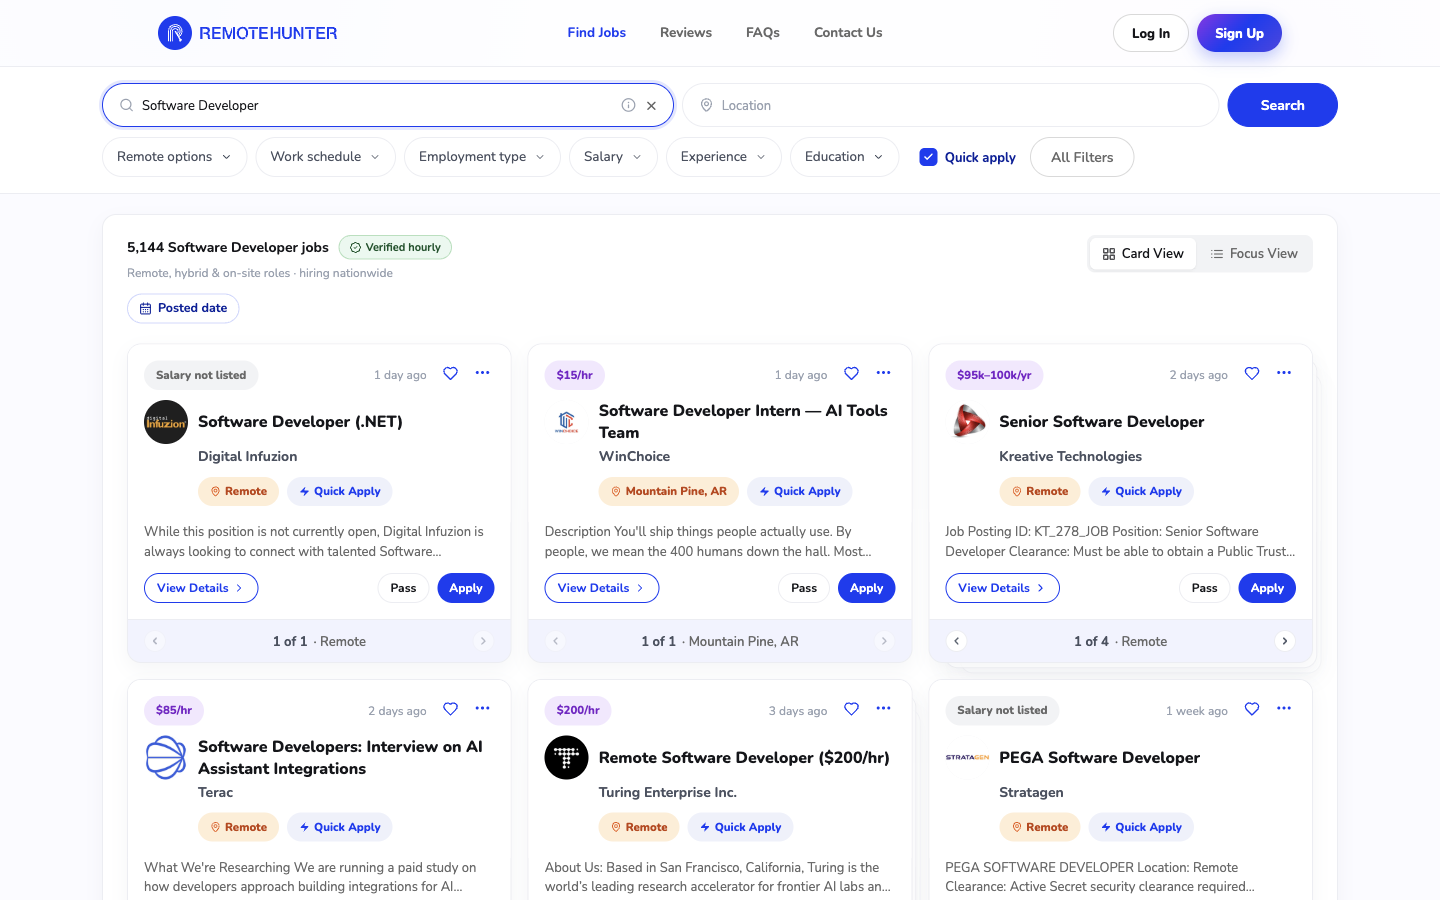 REMOTEHUNTER
Find Jobs
Reviews
FAQs
Contact Us
Log In
Sign Up
Software Developer
Location
Search
Remote options
Work schedule
Employment type
Salary
Experience
Education
Quick apply
All Filters
5,144 Software Developer jobs
Verified hourly
Remote, hybrid & on-site roles · hiring nationwide
Card View
Focus View
Posted date
Salary not listed
1 day ago
digital
infuzion
Software Developer (.NET)
Digital Infuzion
Remote
Quick Apply
While this position is not currently open, Digital Infuzion is
always looking to connect with talented Software...
View Details
Pass
Apply
1 of 1 · Remote
$15/hr
1 day ago
WINCHOICE
Software Developer Intern — AI Tools
Team
WinChoice
Mountain Pine, AR
Quick Apply
Description You'll ship things people actually use. By
people, we mean the 400 humans down the hall. Most...
View Details
Pass
Apply
1 of 1 · Mountain Pine, AR
$95k–100k/yr
2 days ago
Senior Software Developer
Kreative Technologies
Remote
Quick Apply
Job Posting ID: KT_278_JOB Position: Senior Software
Developer Clearance: Must be able to obtain a Public Trust...
View Details
Pass
Apply
1 of 4 · Remote
$85/hr
2 days ago
Software Developers: Interview on AI
Assistant Integrations
Terac
Remote
Quick Apply
What We're Researching We are running a paid study on
how developers approach building integrations for AI...
$200/hr
3 days ago
Remote Software Developer ($200/hr)
Turing Enterprise Inc.
Remote
Quick Apply
About Us: Based in San Francisco, California, Turing is the
world's leading research accelerator for frontier AI labs an...
Salary not listed
1 week ago
STRATAGEN
PEGA Software Developer
Stratagen
Remote
Quick Apply
PEGA SOFTWARE DEVELOPER Location: Remote
Clearance: Active Secret security clearance required...